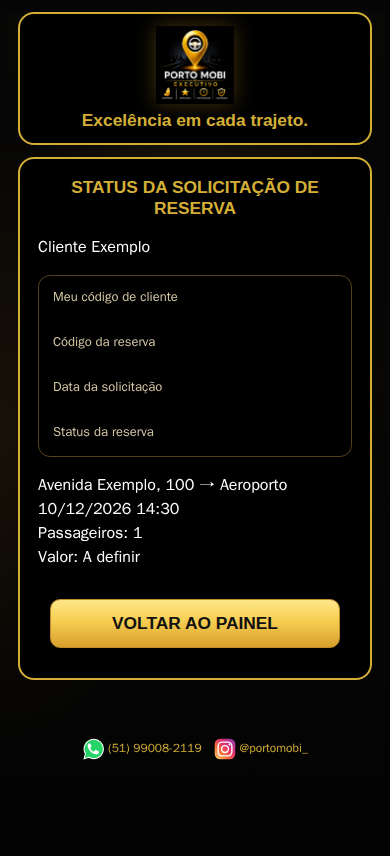 PORTO MOBI
EXECUTIVO
Excelência em cada trajeto.
STATUS DA SOLICITAÇÃO DE
RESERVA
Cliente Exemplo
Meu código de cliente
Código da reserva
Data da solicitação
Status da reserva
Avenida Exemplo, 100 → Aeroporto
10/12/2026 14:30
Passageiros: 1
Valor: A definir
VOLTAR AO PAINEL
(51) 99008-2119 @portomobi_